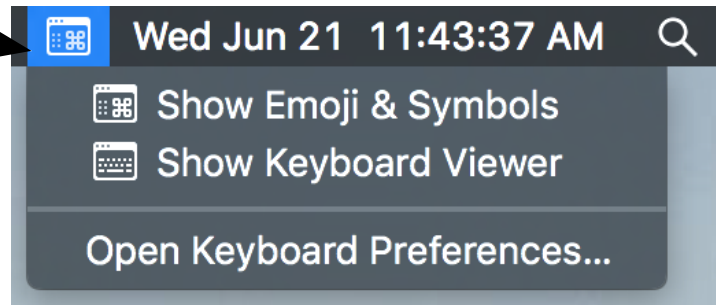 Wed Jun 21 11:43:37 AM
Show Emoji & Symbols
Show Keyboard Viewer
Open Keyboard Preferences...